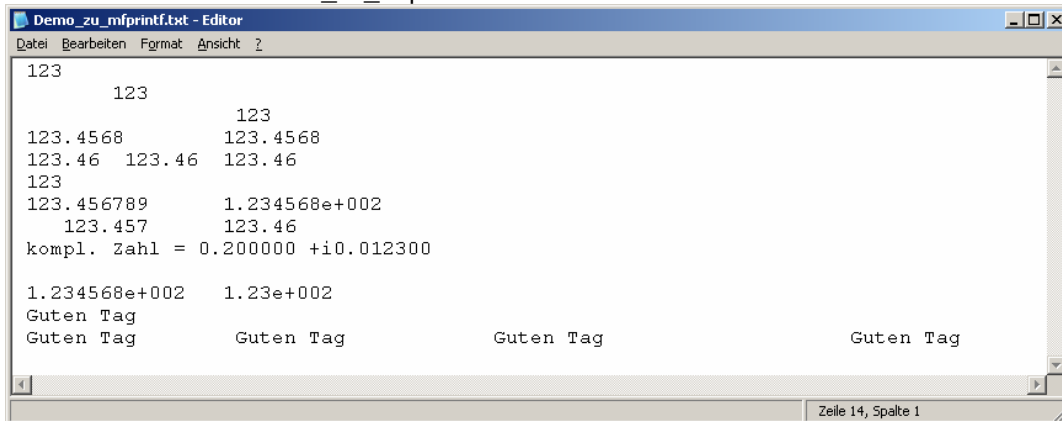 Demo_zu_mfprintf.txt - Editor
Datei Bearbeiten Format Ansicht ?
123
123
123
123.4568 123.4568
123.46 123.46 123.46
123
123.456789 1.234568e+002
123.457 123.46
kompl. Zahl = 0.200000 +i0.012300
1.234568e+002 1.23e+002
Guten Tag
Guten Tag Guten Tag Guten Tag Guten Tag
Zeile 14, Spalte 1